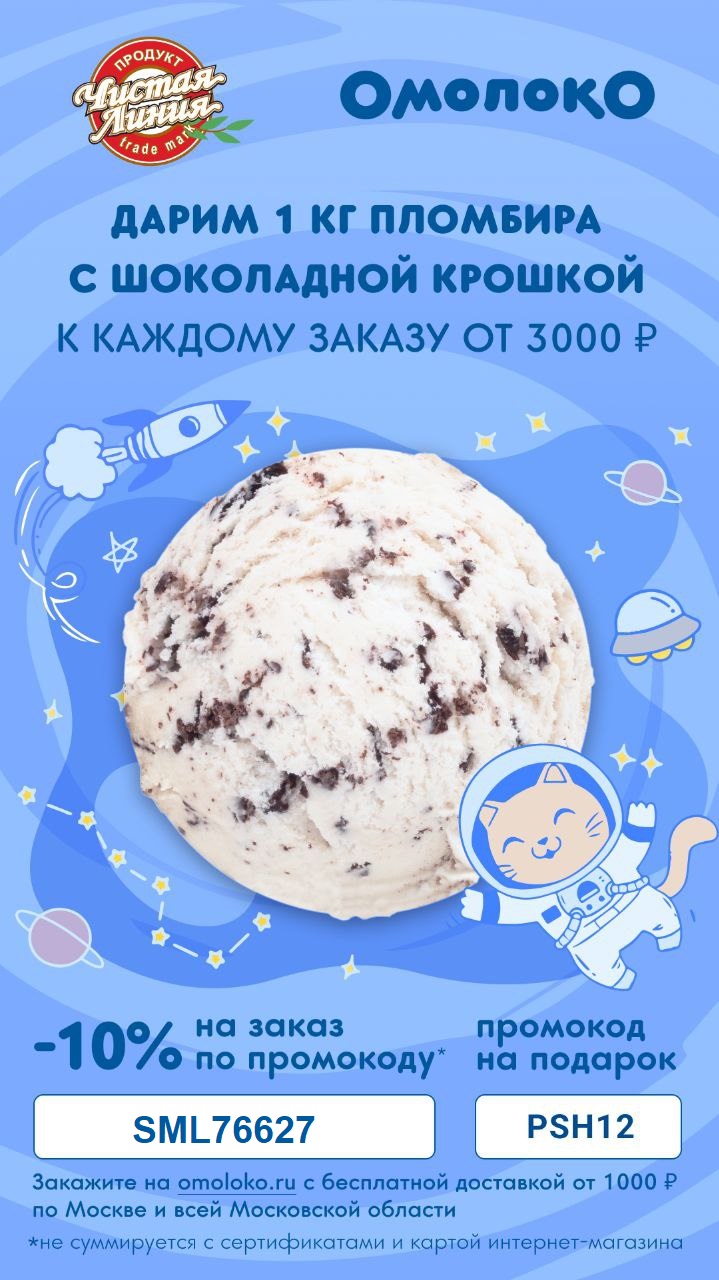 ПРОДУКТ
Чистая
Линия
trade mark
ОмолокО
ДАРИМ 1 КГ ПЛОМБИРА
С ШОКОЛАДНОЙ КРОШКОЙ
К КАЖДОМУ ЗАКАЗУ ОТ 3000 ₽
-10% на заказ
по промокоду*
промокод
на подарок
SML76627
PSH12
Закажите на omoloko.ru с бесплатной доставкой от 1000 ₽
по Москве и всей Московской области
*не суммируется с сертификатами и картой интернет-магазина